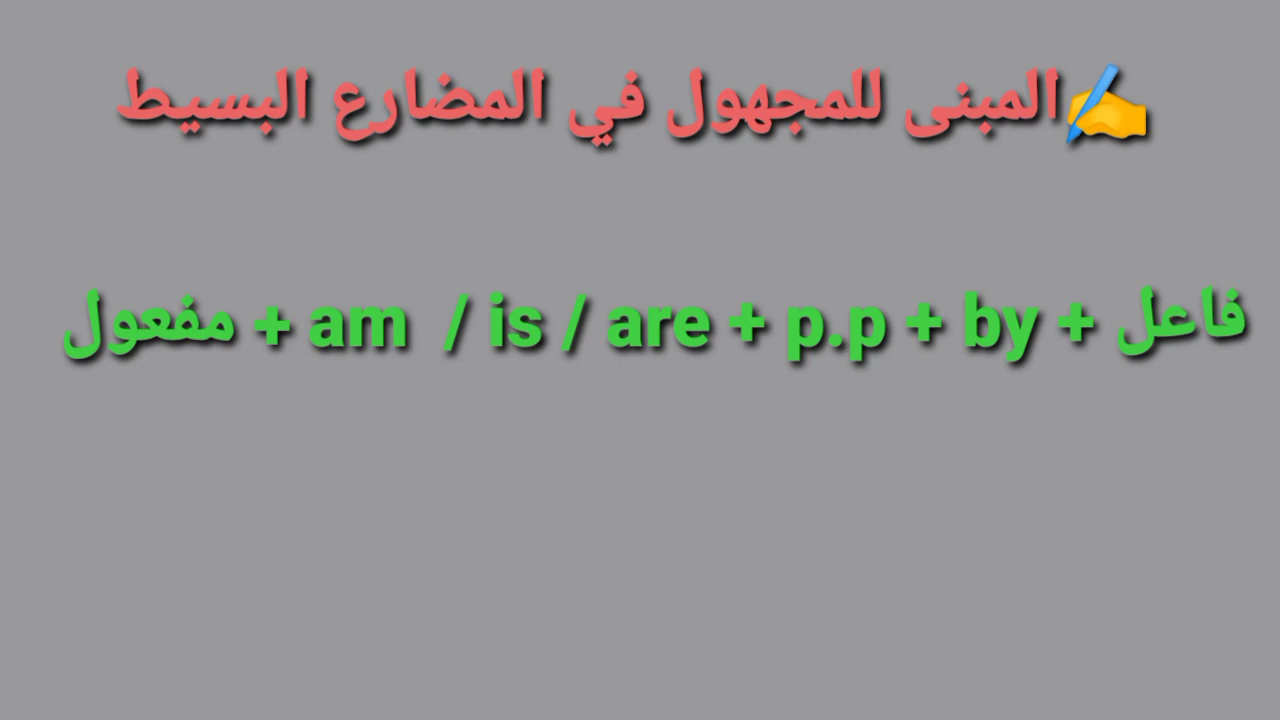 ✍️المبنى للمجهول في المضارع البسيط
مفعول + am / is / are + p.p + by + فاعل